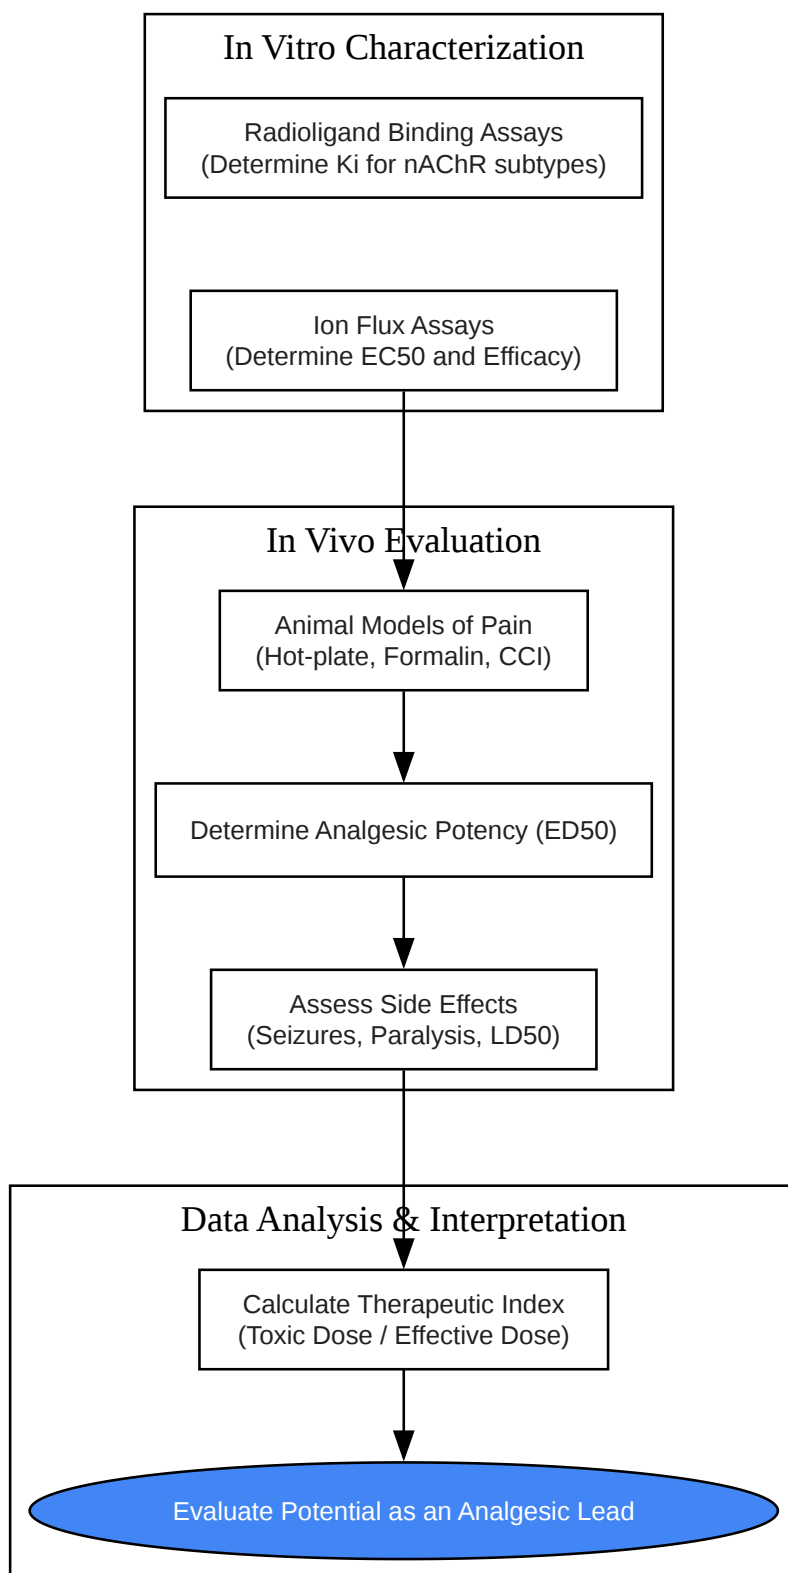 In Vitro Characterization
Radioligand Binding Assays
(Determine Ki for nAChR subtypes)
Ion Flux Assays
(Determine EC50 and Efficacy)
In Vivo Evaluation
Animal Models of Pain
(Hot-plate, Formalin, CCI)
Determine Analgesic Potency (ED50)
Assess Side Effects
(Seizures, Paralysis, LD50)
Data Analysis & Interpretation
Calculate Therapeutic Index
(Toxic Dose / Effective Dose)
Evaluate Potential as an Analgesic Lead